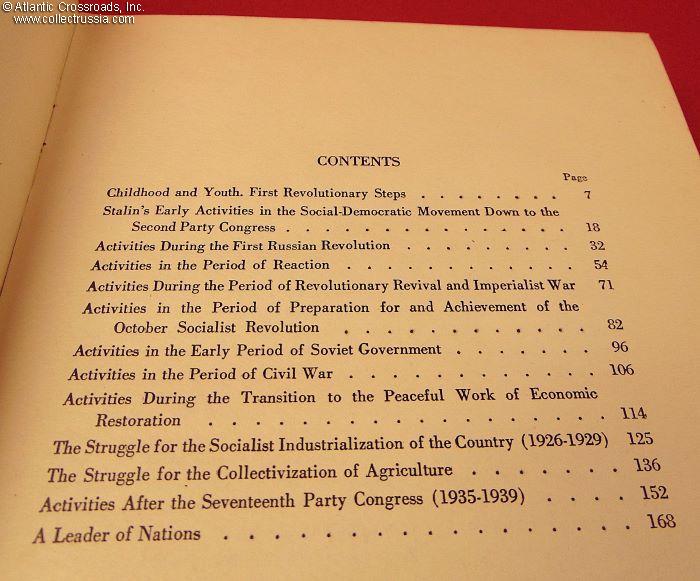 © Atlantic Crossroads, Inc.
www.collectrussia.com
CONTENTS
Page
Childhood and Youth. First Revolutionary Steps . . . . . . . . 7
Stalin's Early Activities in the Social-Democratic Movement Down to the
Second Party Congress . . . . . . . . . . . . . . . 18
Activities During the First Russian Revolution . . . . . . . . 32
Activities in the Period of Reaction . . . . . . . . . . . 54
Activities During the Period of Revolutionary Revival and Imperialist War 71
Activities in the Period of Preparation for and Achievement of the
October Socialist Revolution . . . . . . . . . . . 82
Activities in the Early Period of Soviet Government . . . . . . 96
Activities in the Period of Civil War . . . . . . . . . . . 106
Activities During the Transition to the Peaceful Work of Economic
Restoration . . . . . . . . . . . . . . . . . . 114
The Struggle for the Socialist Industrialization of the Country (1926-1929) 125
The Struggle for the Collectivization of Agriculture . . . . . . . 136
Activities After the Seventeenth Party Congress (1935-1939) . . . . 152
A Leader of Nations . . . . . . . . . . . . . . . . 168